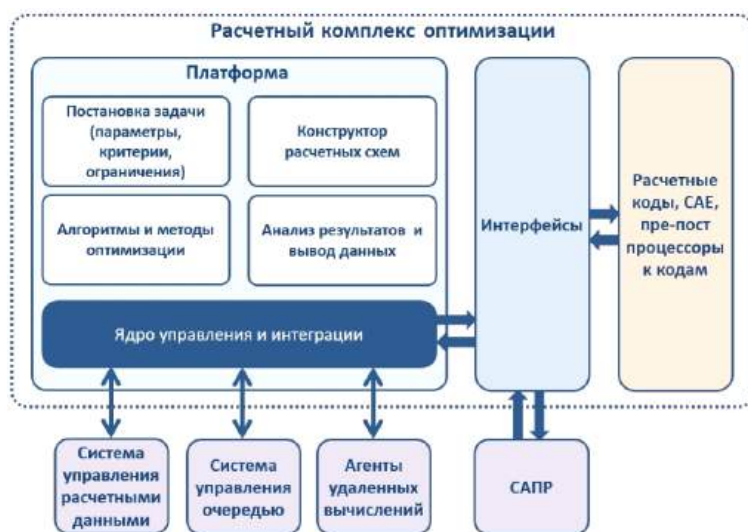 Расчетный комплекс оптимизации
Платформа
Постановка задачи
(параметры,
критерии,
ограничения)
Конструктор
расчетных схем
Алгоритмы и методы
оптимизации
Анализ результатов и
вывод данных
Ядро управления и интеграции
Интерфейсы
Расчетные
коды, CAE,
пре-пост
процессоры
к кодам
Система
управления
расчетными
данными
Система
управления
очередью
Агенты
удаленных
вычислений
САПР